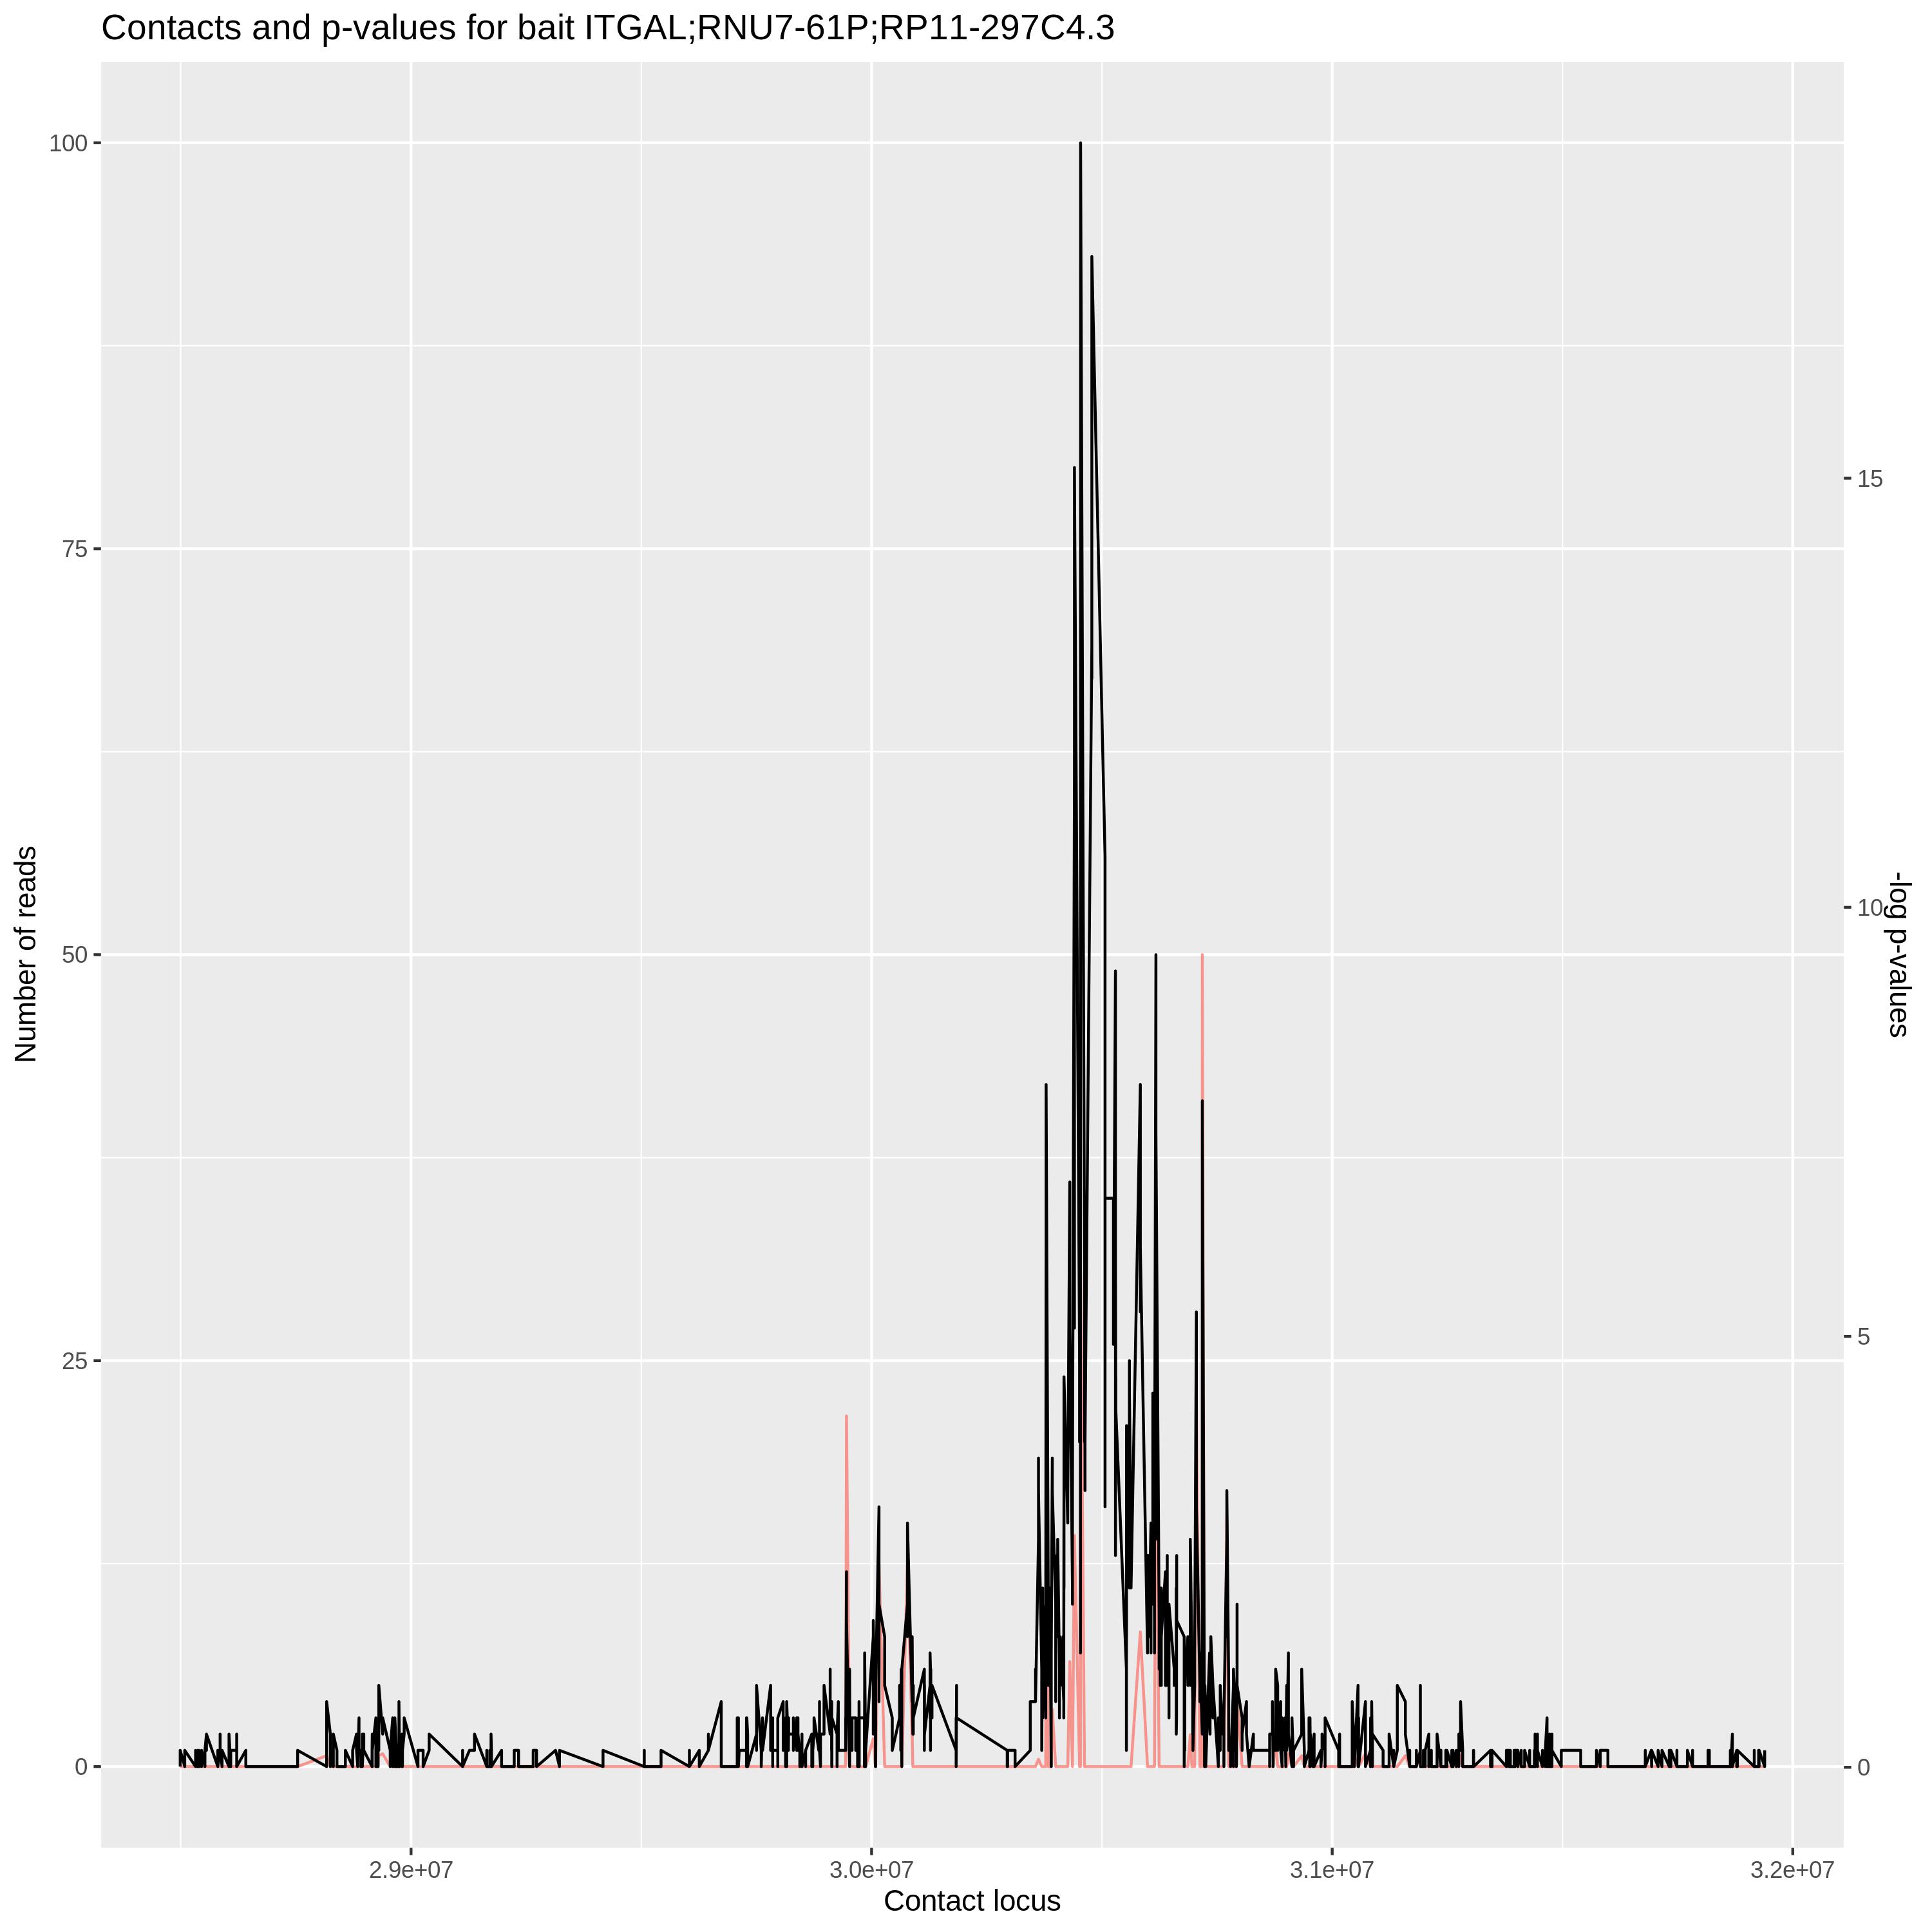 Contacts and p-values for bait ITGAL;RNU7-61P;RP11-297C4.3
100
75
50
25
0
Number of reads
15
10
5
0
-log p-values
2.9e+07 3.0e+07 3.1e+07 3.2e+07
Contact locus